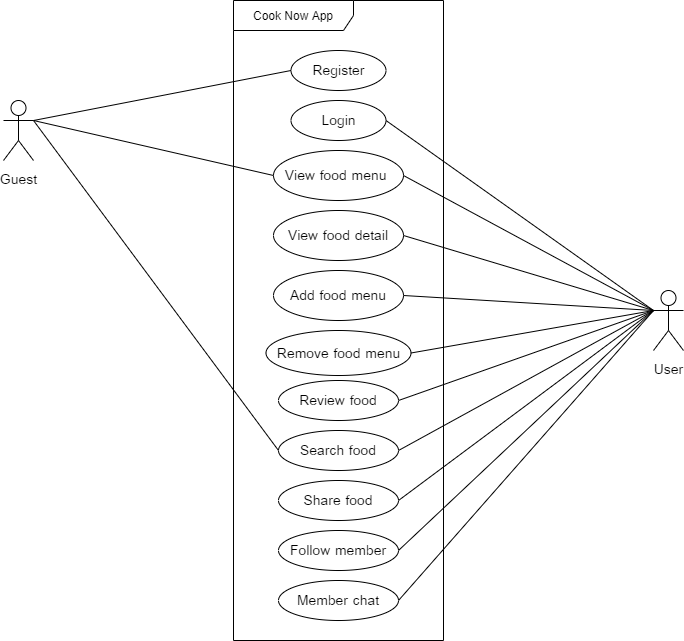 Cook Now App
Register
Login
Guest
View food menu
View food detail
Add food menu
Remove food menu
User
Review food
Search food
Share food
Follow member
Member chat